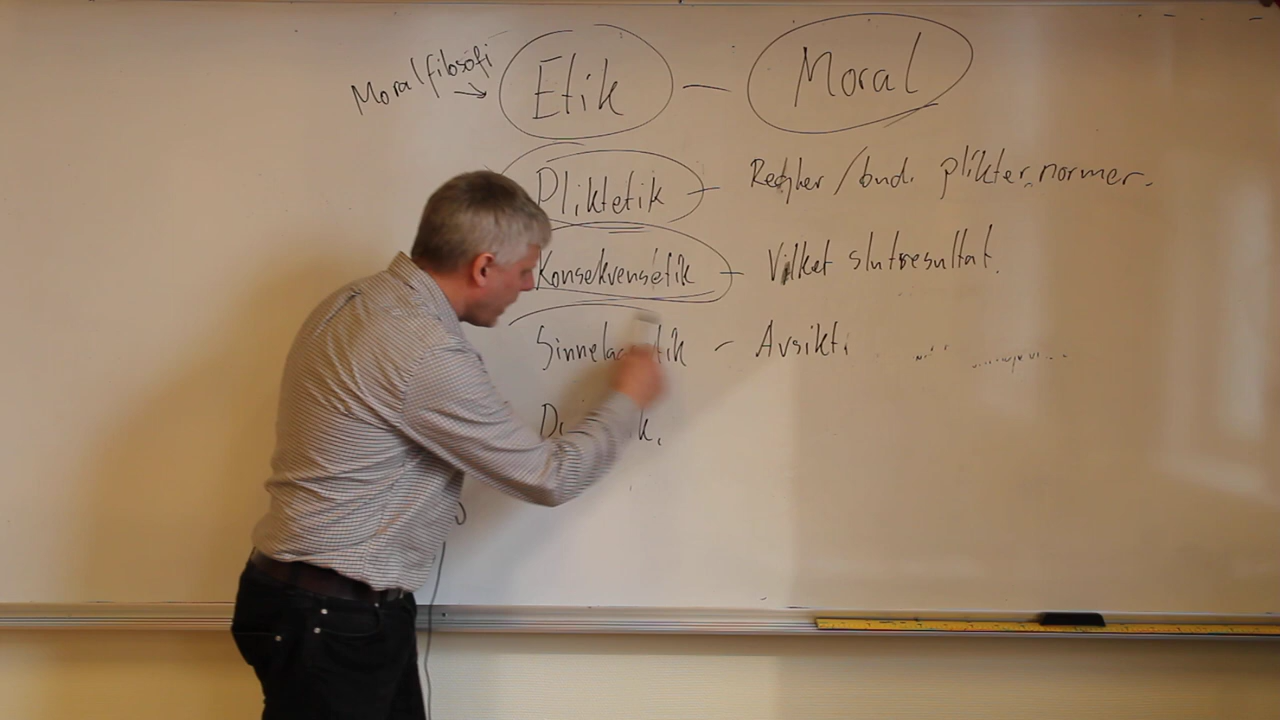 Moralfilosofi → Etik – Moral
Pliktetik – Regler / bud. plikter, normer.
Konsekvensetik – Vilket slutresultat.
– Avsikt.